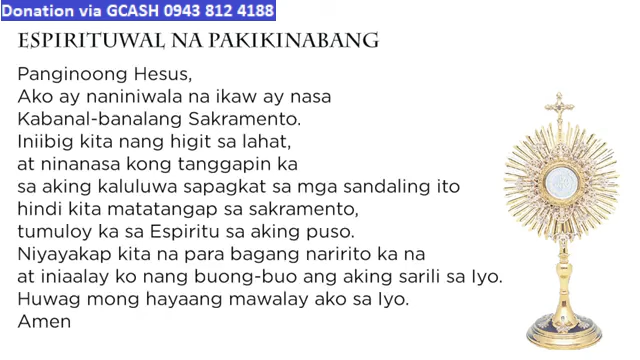 Donation via GCASH 0943 812 4188
ESPIRITUWAL NA PAKIKINABANG
Panginoong Hesus,
Ako ay naniniwala na ikaw ay nasa
Kabanal-banalang Sakramento.
Iniibig kita nang higit sa lahat,
at ninanasa kong tanggapin ka
sa aking kaluluwa sapagkat sa mga sandaling ito
hindi kita matatangap sa sakramento,
tumuloy ka sa Espiritu sa aking puso.
Niyayakap kita na para bagang naririto ka na
at iniaalay ko nang buong-buo ang aking sarili sa Iyo.
Huwag mong hayaang mawalay ako sa Iyo.
Amen